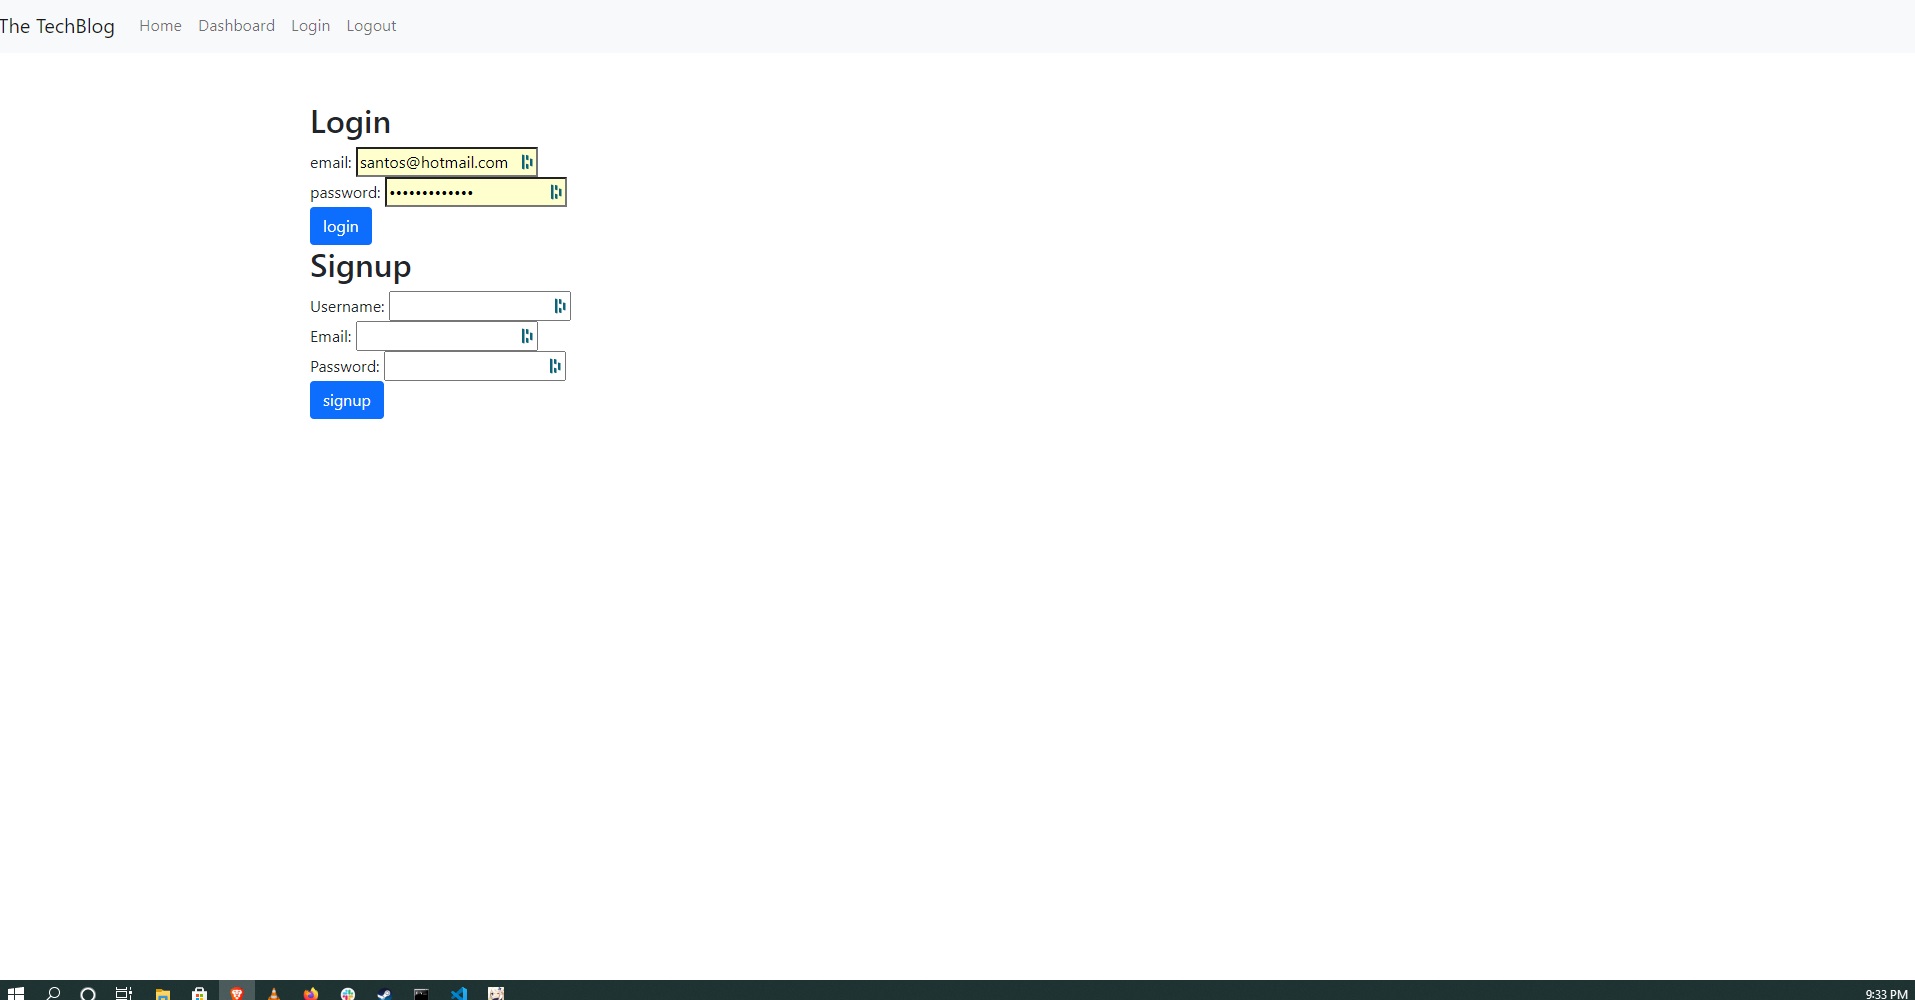 The TechBlog Home Dashboard Login Logout
Login
email: santos@hotmail.com
password: •••••••••••••
login
Signup
Username:
Email:
Password:
signup
9:33 PM